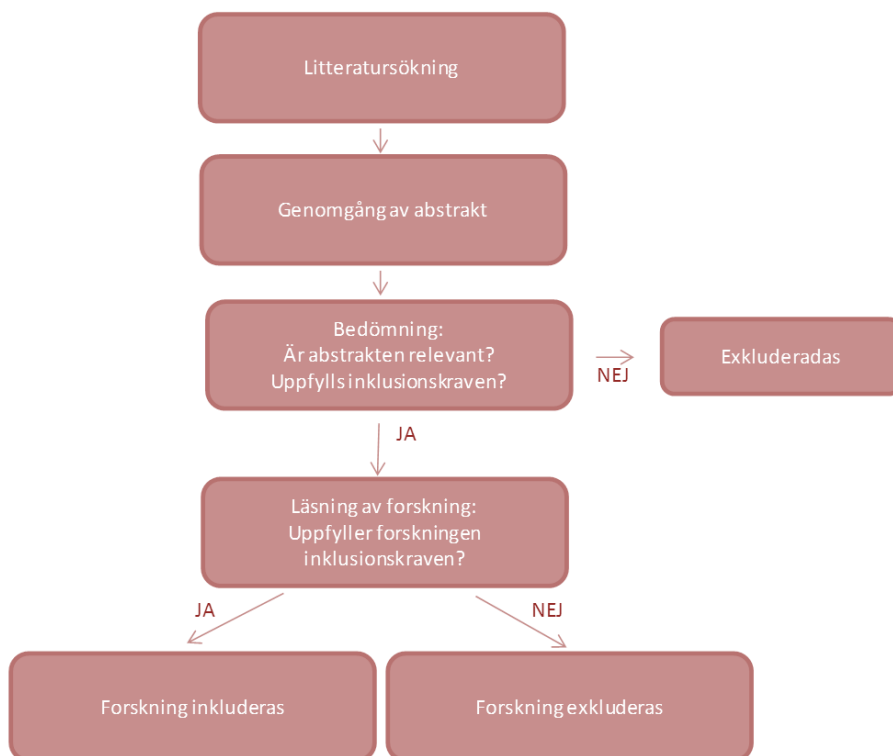 Litteratursökning
Genomgång av abstrakt
Bedömning:
Är abstrakten relevant?
Uppfylls inklusionskraven?
NEJ
Exkluderadas
JA
Läsning av forskning:
Uppfyller forskningen
inklusionskraven?
JA
NEJ
Forskning inkluderas
Forskning exkluderas